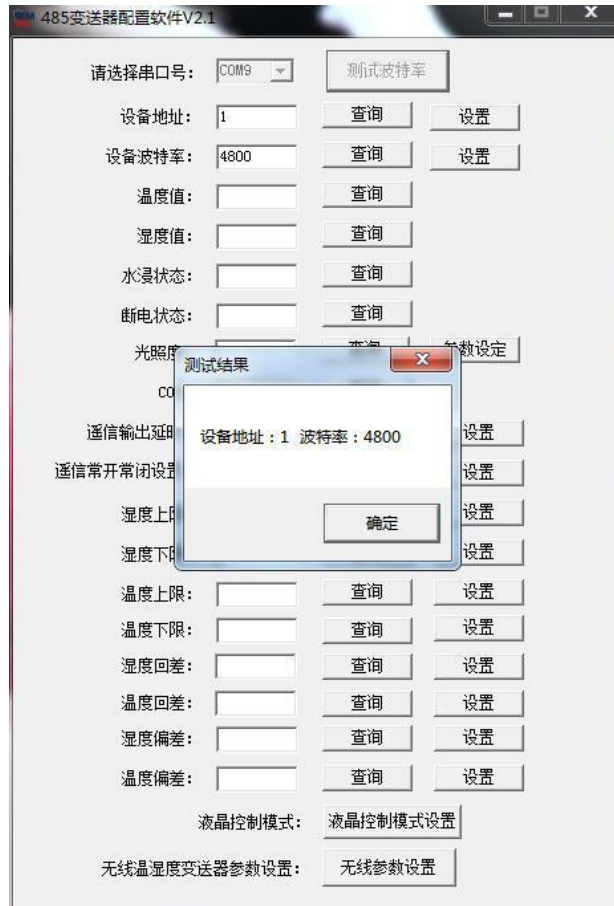 485变送器配置软件V2.1
请选择串口号： COM9 测试波特率
设备地址： 1 查询 设置
设备波特率： 4800 查询 设置
温度值： 查询
湿度值： 查询
水浸状态： 查询
断电状态： 查询
光照度 查询 参数设定
测试结果
CO
设备地址：1 波特率：4800
遥信输出延时 设置
遥信常开常闭设置 设置
确定
湿度上限 设置
湿度下限 设置
温度上限： 查询 设置
温度下限： 查询 设置
湿度回差： 查询 设置
温度回差： 查询 设置
湿度偏差： 查询 设置
温度偏差： 查询 设置
液晶控制模式： 液晶控制模式设置
无线温湿度变送器参数设置： 无线参数设置